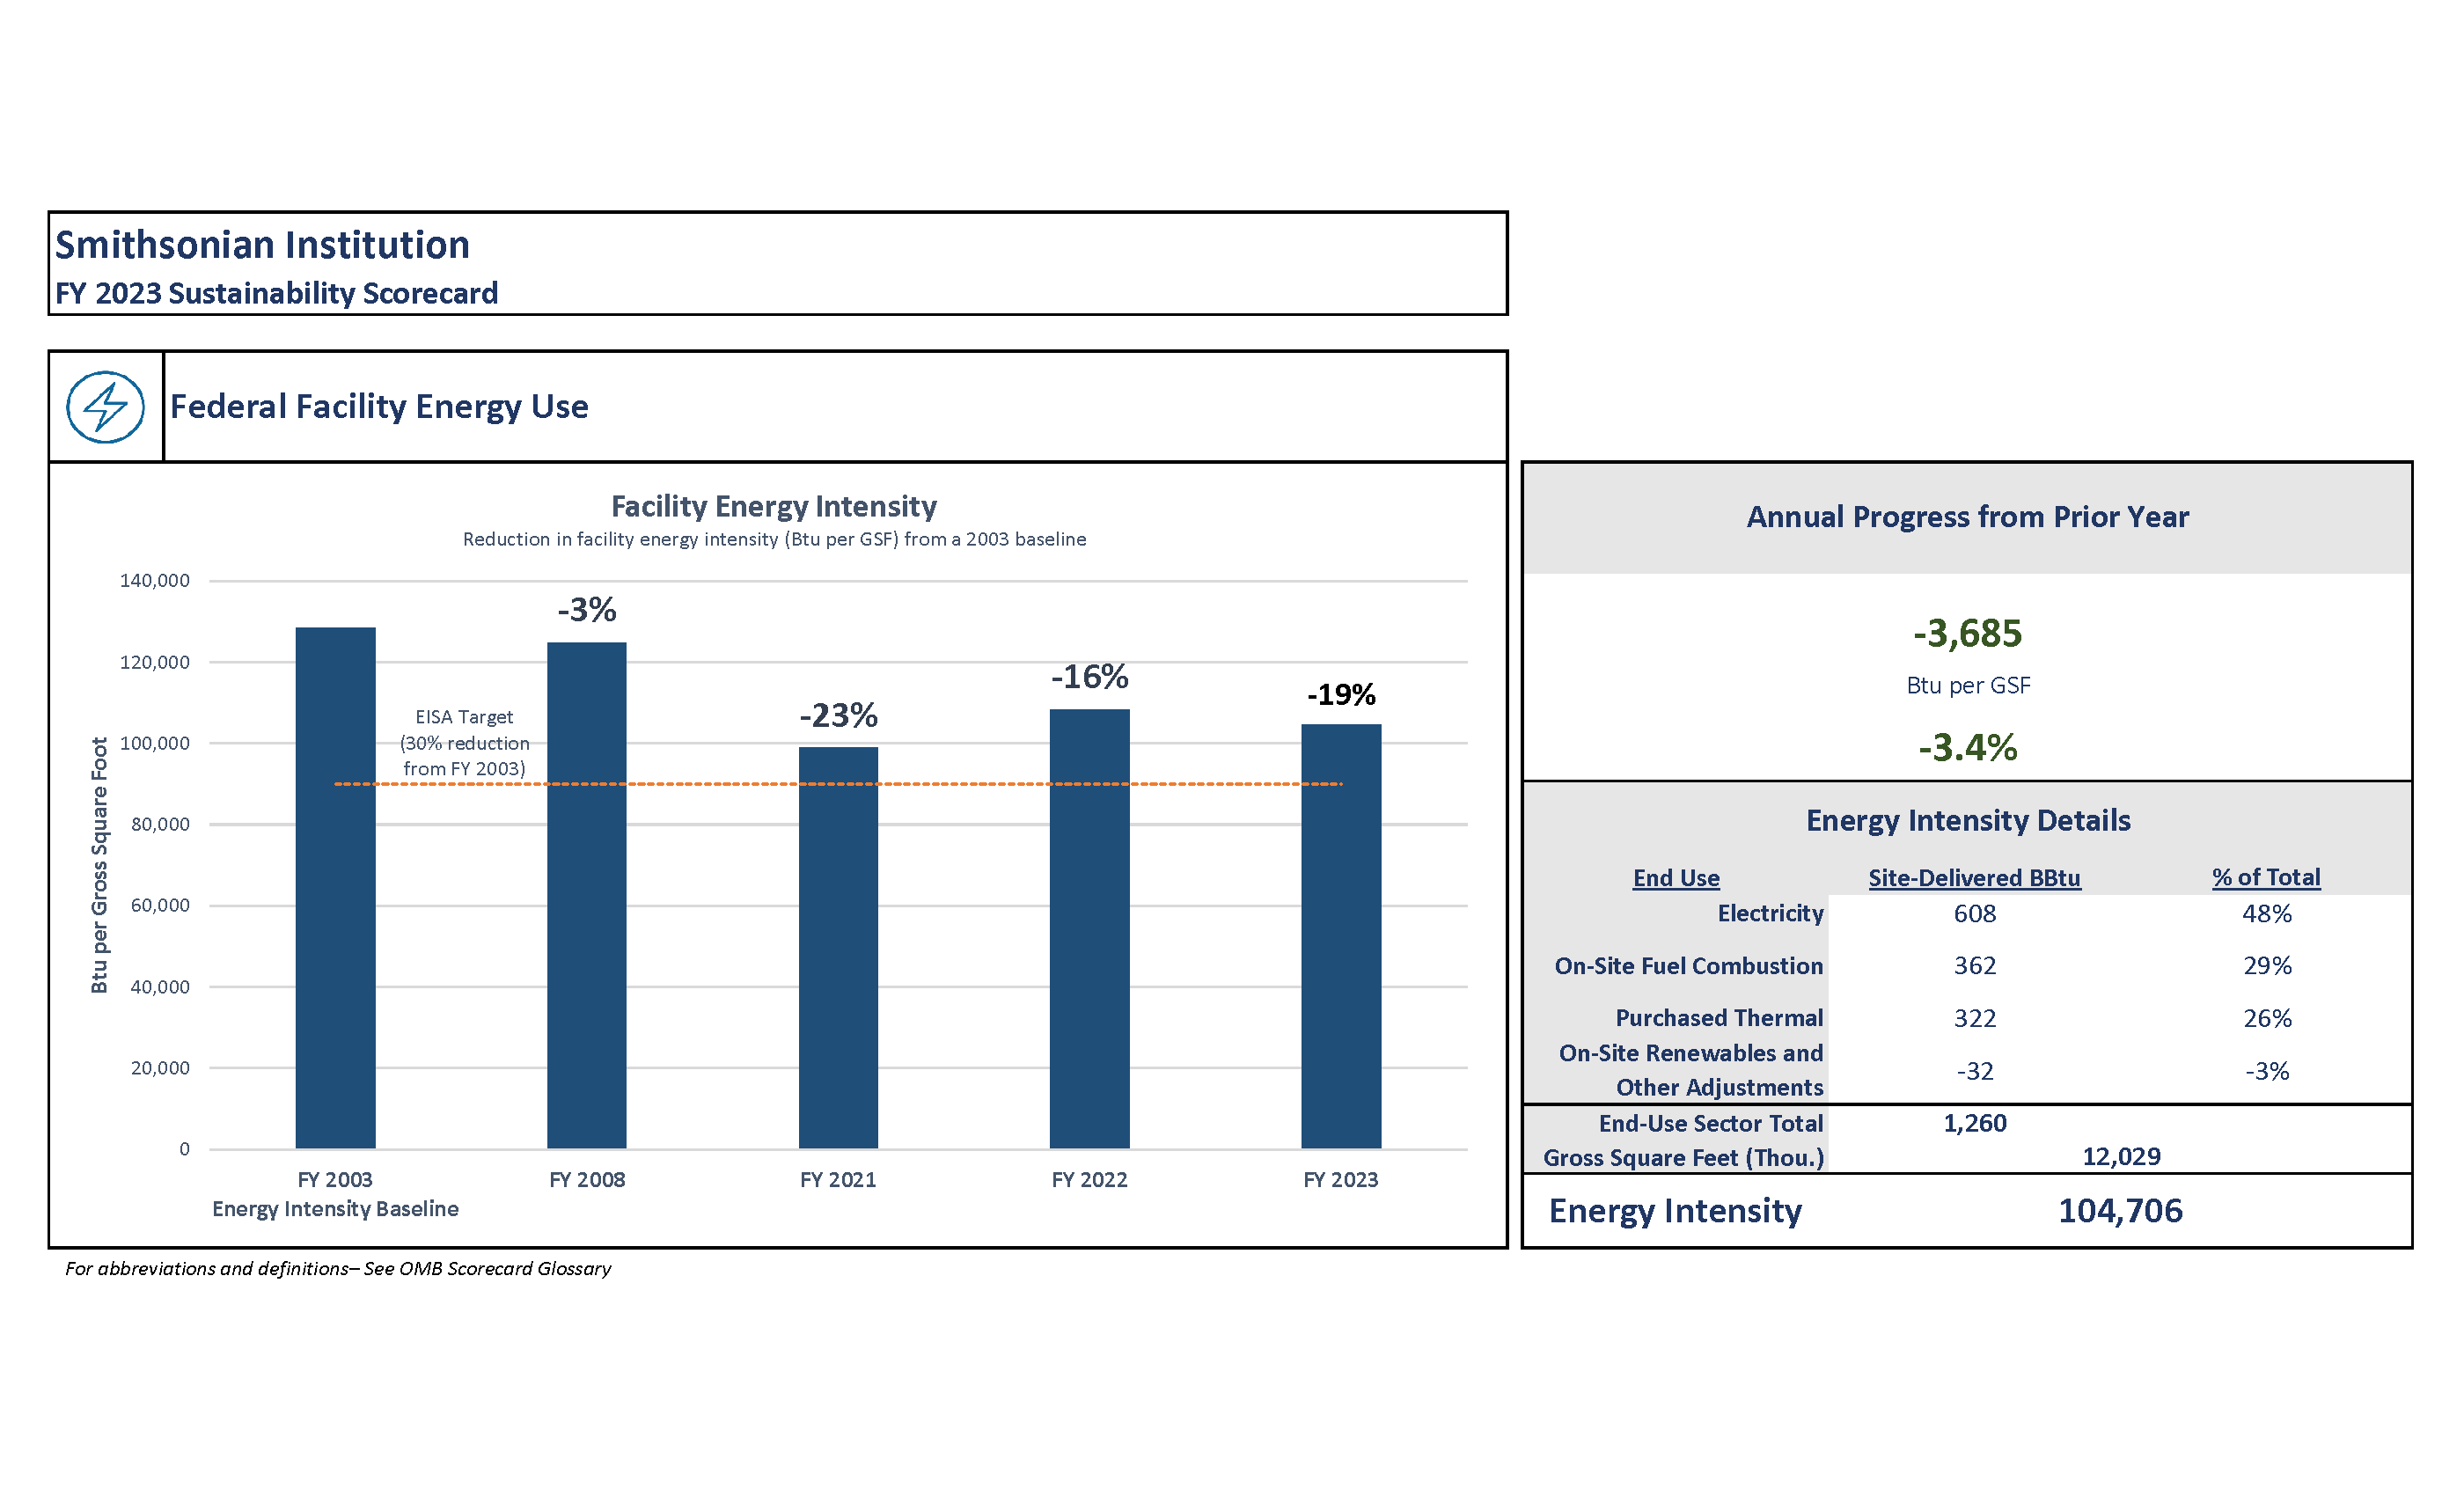 Smithsonian Institution
FY 2023 Sustainability Scorecard
Federal Facility Energy Use
Facility Energy Intensity
Reduction in facility energy intensity (Btu per GSF) from a 2003 baseline
Btu per Gross Square Foot
140,000
120,000
100,000
80,000
60,000
40,000
20,000
0
-3%
-23%
-16%
-19%
EISA Target
(30% reduction
from FY 2003)
FY 2003
FY 2008
FY 2021
FY 2022
FY 2023
Energy Intensity Baseline
For abbreviations and definitions– See OMB Scorecard Glossary
Annual Progress from Prior Year
-3,685
Btu per GSF
-3.4%
Energy Intensity Details
End Use Site-Delivered BBtu % of Total
Electricity 608 48%
On-Site Fuel Combustion 362 29%
Purchased Thermal 322 26%
On-Site Renewables and
Other Adjustments -32 -3%
End-Use Sector Total 1,260
Gross Square Feet (Thou.) 12,029
Energy Intensity 104,706